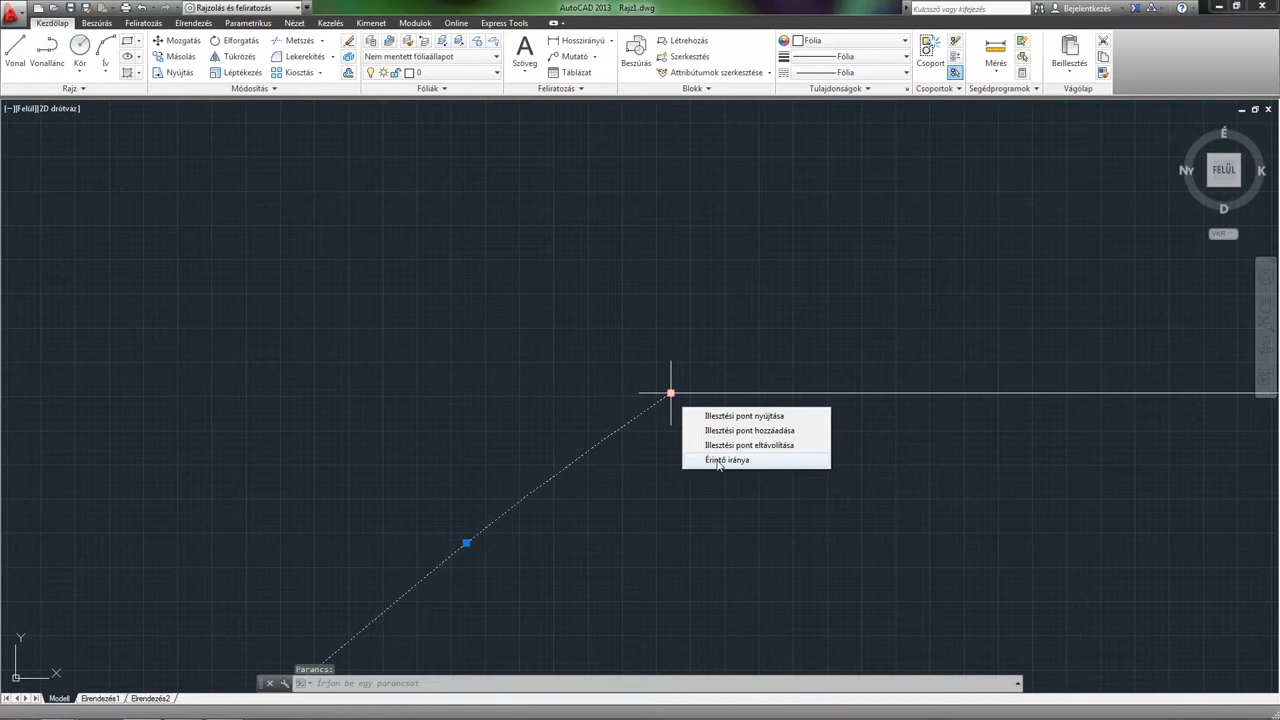 Rajzolás és feliratozás
AutoCAD 2013 Rajz1.dwg
Kulcsszó vagy kifejezés
Bejelentkezés
Kezdőlap Beszúrás Feliratozás Elrendezés Parametrikus Nézet Kezelés Kimenet Modulok Online Express Tools
Vonal
Vonallánc
Kör
Ív
Mozgatás Elforgatás Metszés
Másolás Tükrözés Lekerekítés
Nyújtás Léptékezés Kiosztás
Nem mentett fóliaállapot
0
Szöveg
Hosszirányú
Mutató
Táblázat
Beszúrás
Létrehozás
Szerkesztés
Attribútumok szerkesztése
Fólia
Fólia
Fólia
Csoport
Mérés
Beillesztés
Rajz Módosítás Fóliák Feliratozás Blokk Tulajdonságok Csoportok Segédprogramok Vágólap
[−][Felül][2D drótváz]
É
Ny
FELÜL
K
D
VKR
Illesztési pont nyújtása
Illesztési pont hozzáadása
Illesztési pont eltávolítása
Érintő iránya
Y
X
Parancs:
Írjon be egy parancsot
Modell Elrendezés1 Elrendezés2